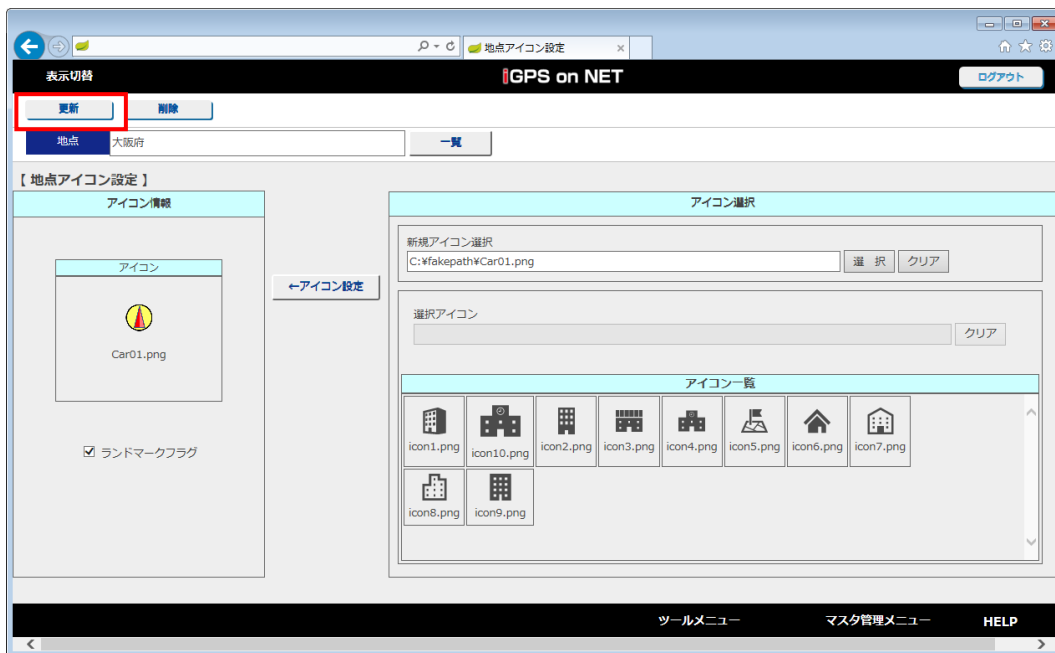 地点アイコン設定 ×
表示切替 iGPS on NET ログアウト
更新 削除
地点 大阪府 一覧
【 地点アイコン設定 】
アイコン情報
アイコン
Car01.png
☑ ランドマークフラグ
←アイコン設定
アイコン選択
新規アイコン選択
C:¥fakepath¥Car01.png 選 択 クリア
選択アイコン
クリア
アイコン一覧
icon1.png icon10.png icon2.png icon3.png icon4.png icon5.png icon6.png icon7.png
icon8.png icon9.png
ツールメニュー マスタ管理メニュー HELP